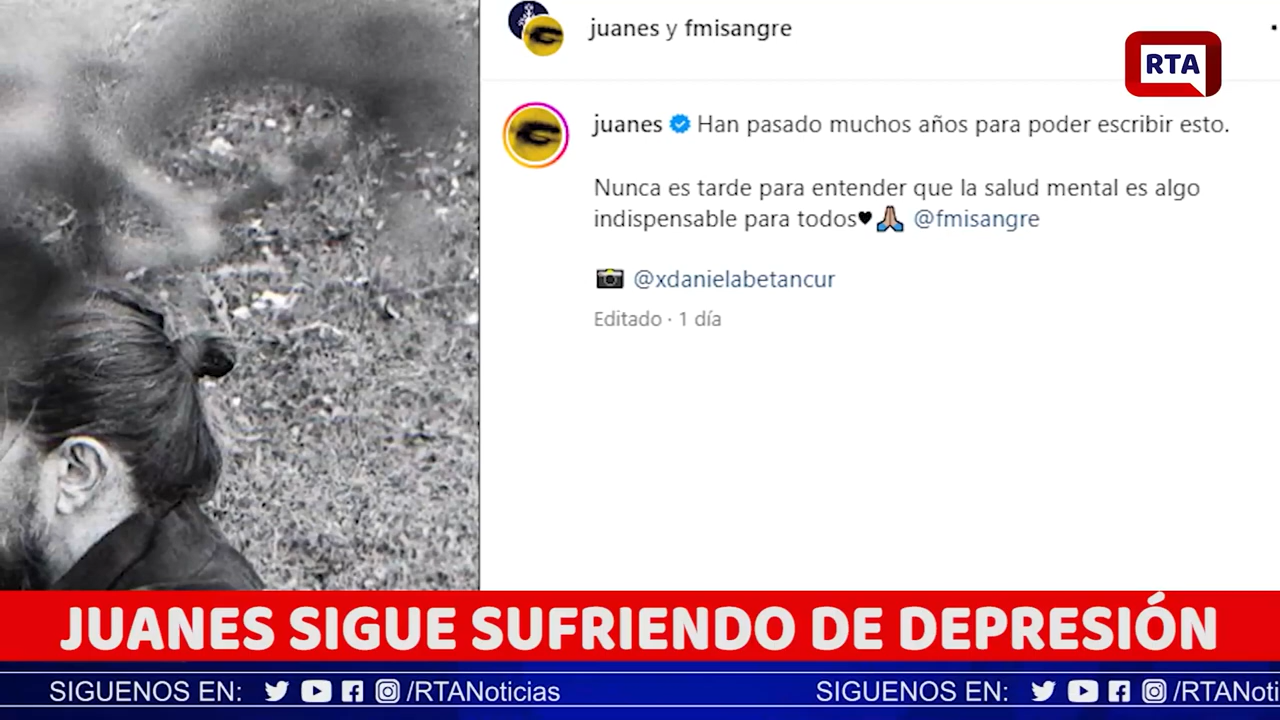 juanes y fmisangre
RTA
juanes Han pasado muchos años para poder escribir esto.
Nunca es tarde para entender que la salud mental es algo
indispensable para todos♥🙏 @fmisangre
📷 @xdanielabetancur
Editado · 1 día
JUANES SIGUE SUFRIENDO DE DEPRESIÓN
SIGUENOS EN: /RTANoticias SIGUENOS EN: /RTANoti